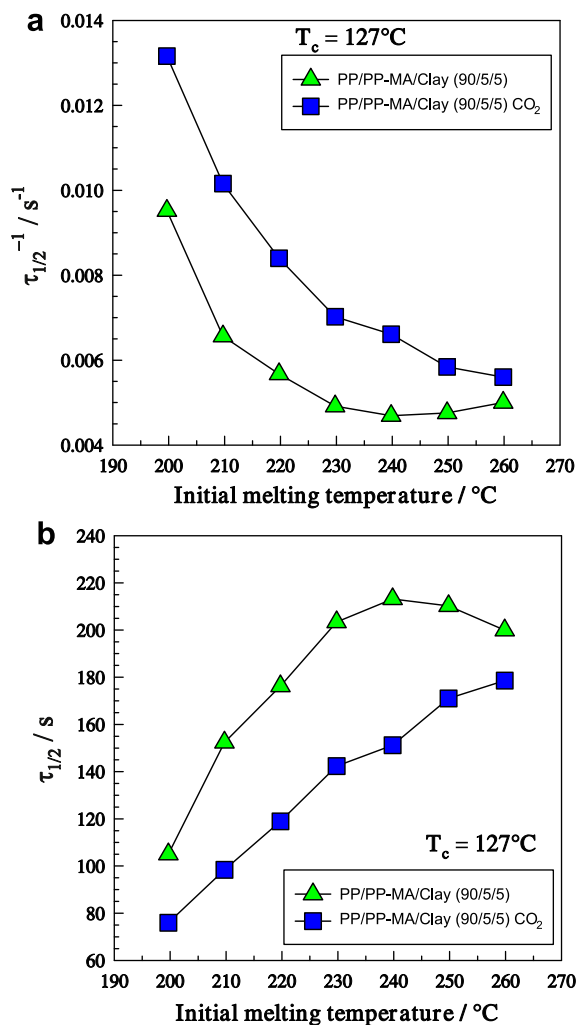 a
T_c = 127°C
PP/PP-MA/Clay (90/5/5)
PP/PP-MA/Clay (90/5/5) CO₂
τ₁/₂⁻¹ / s⁻¹
0.014
0.012
0.010
0.008
0.006
0.004
190 200 210 220 230 240 250 260 270
Initial melting temperature / °C
b
τ₁/₂ / s
240
220
200
180
160
140
120
100
80
60
T_c = 127°C
PP/PP-MA/Clay (90/5/5)
PP/PP-MA/Clay (90/5/5) CO₂
190 200 210 220 230 240 250 260 270
Initial melting temperature / °C